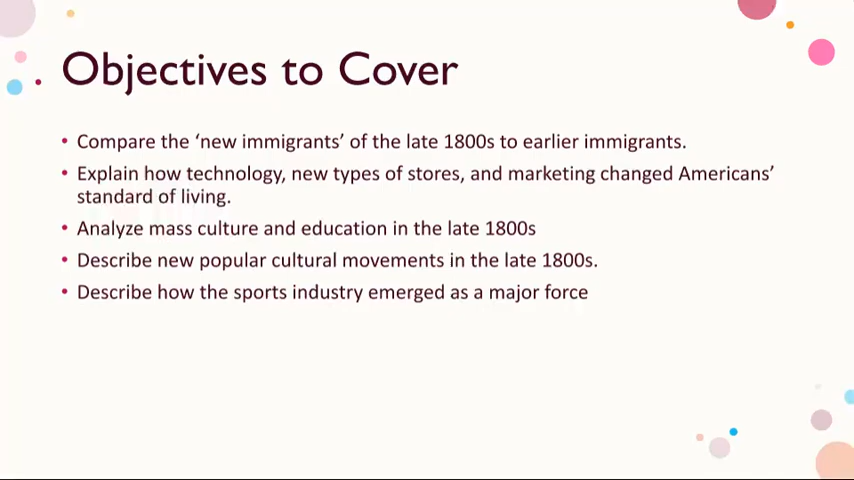 Objectives to Cover
• Compare the ‘new immigrants’ of the late 1800s to earlier immigrants.
• Explain how technology, new types of stores, and marketing changed Americans’
standard of living.
• Analyze mass culture and education in the late 1800s
• Describe new popular cultural movements in the late 1800s.
• Describe how the sports industry emerged as a major force